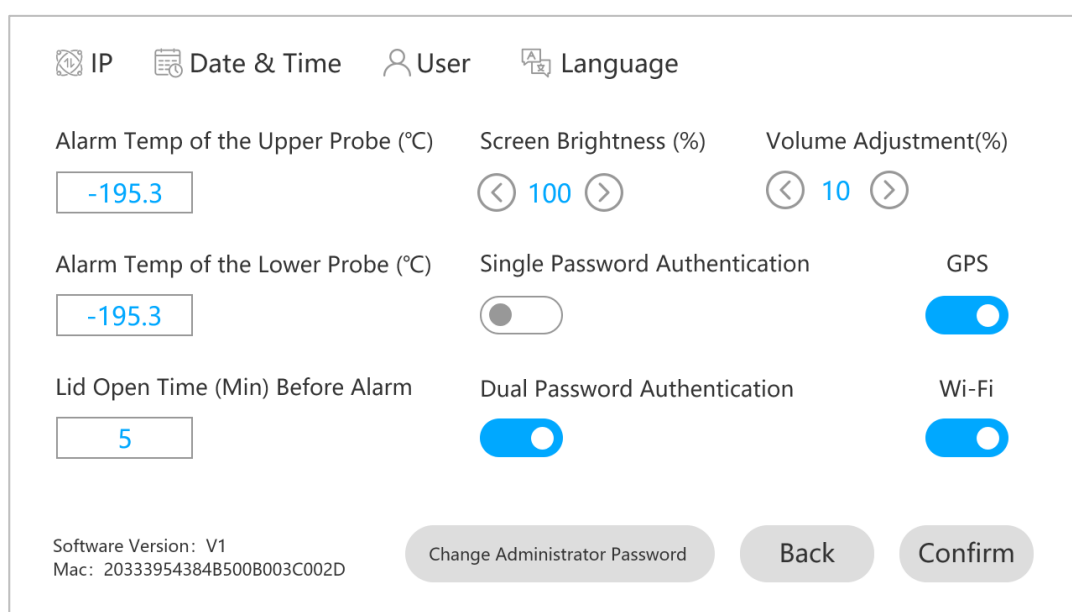 IP Date & Time User Language
Alarm Temp of the Upper Probe (℃) Screen Brightness (%) Volume Adjustment(%)
-195.3 100 10
Alarm Temp of the Lower Probe (℃) Single Password Authentication GPS
-195.3
Lid Open Time (Min) Before Alarm Dual Password Authentication Wi-Fi
5
Software Version：V1
Mac：20333954384B500B003C002D
Change Administrator Password Back Confirm